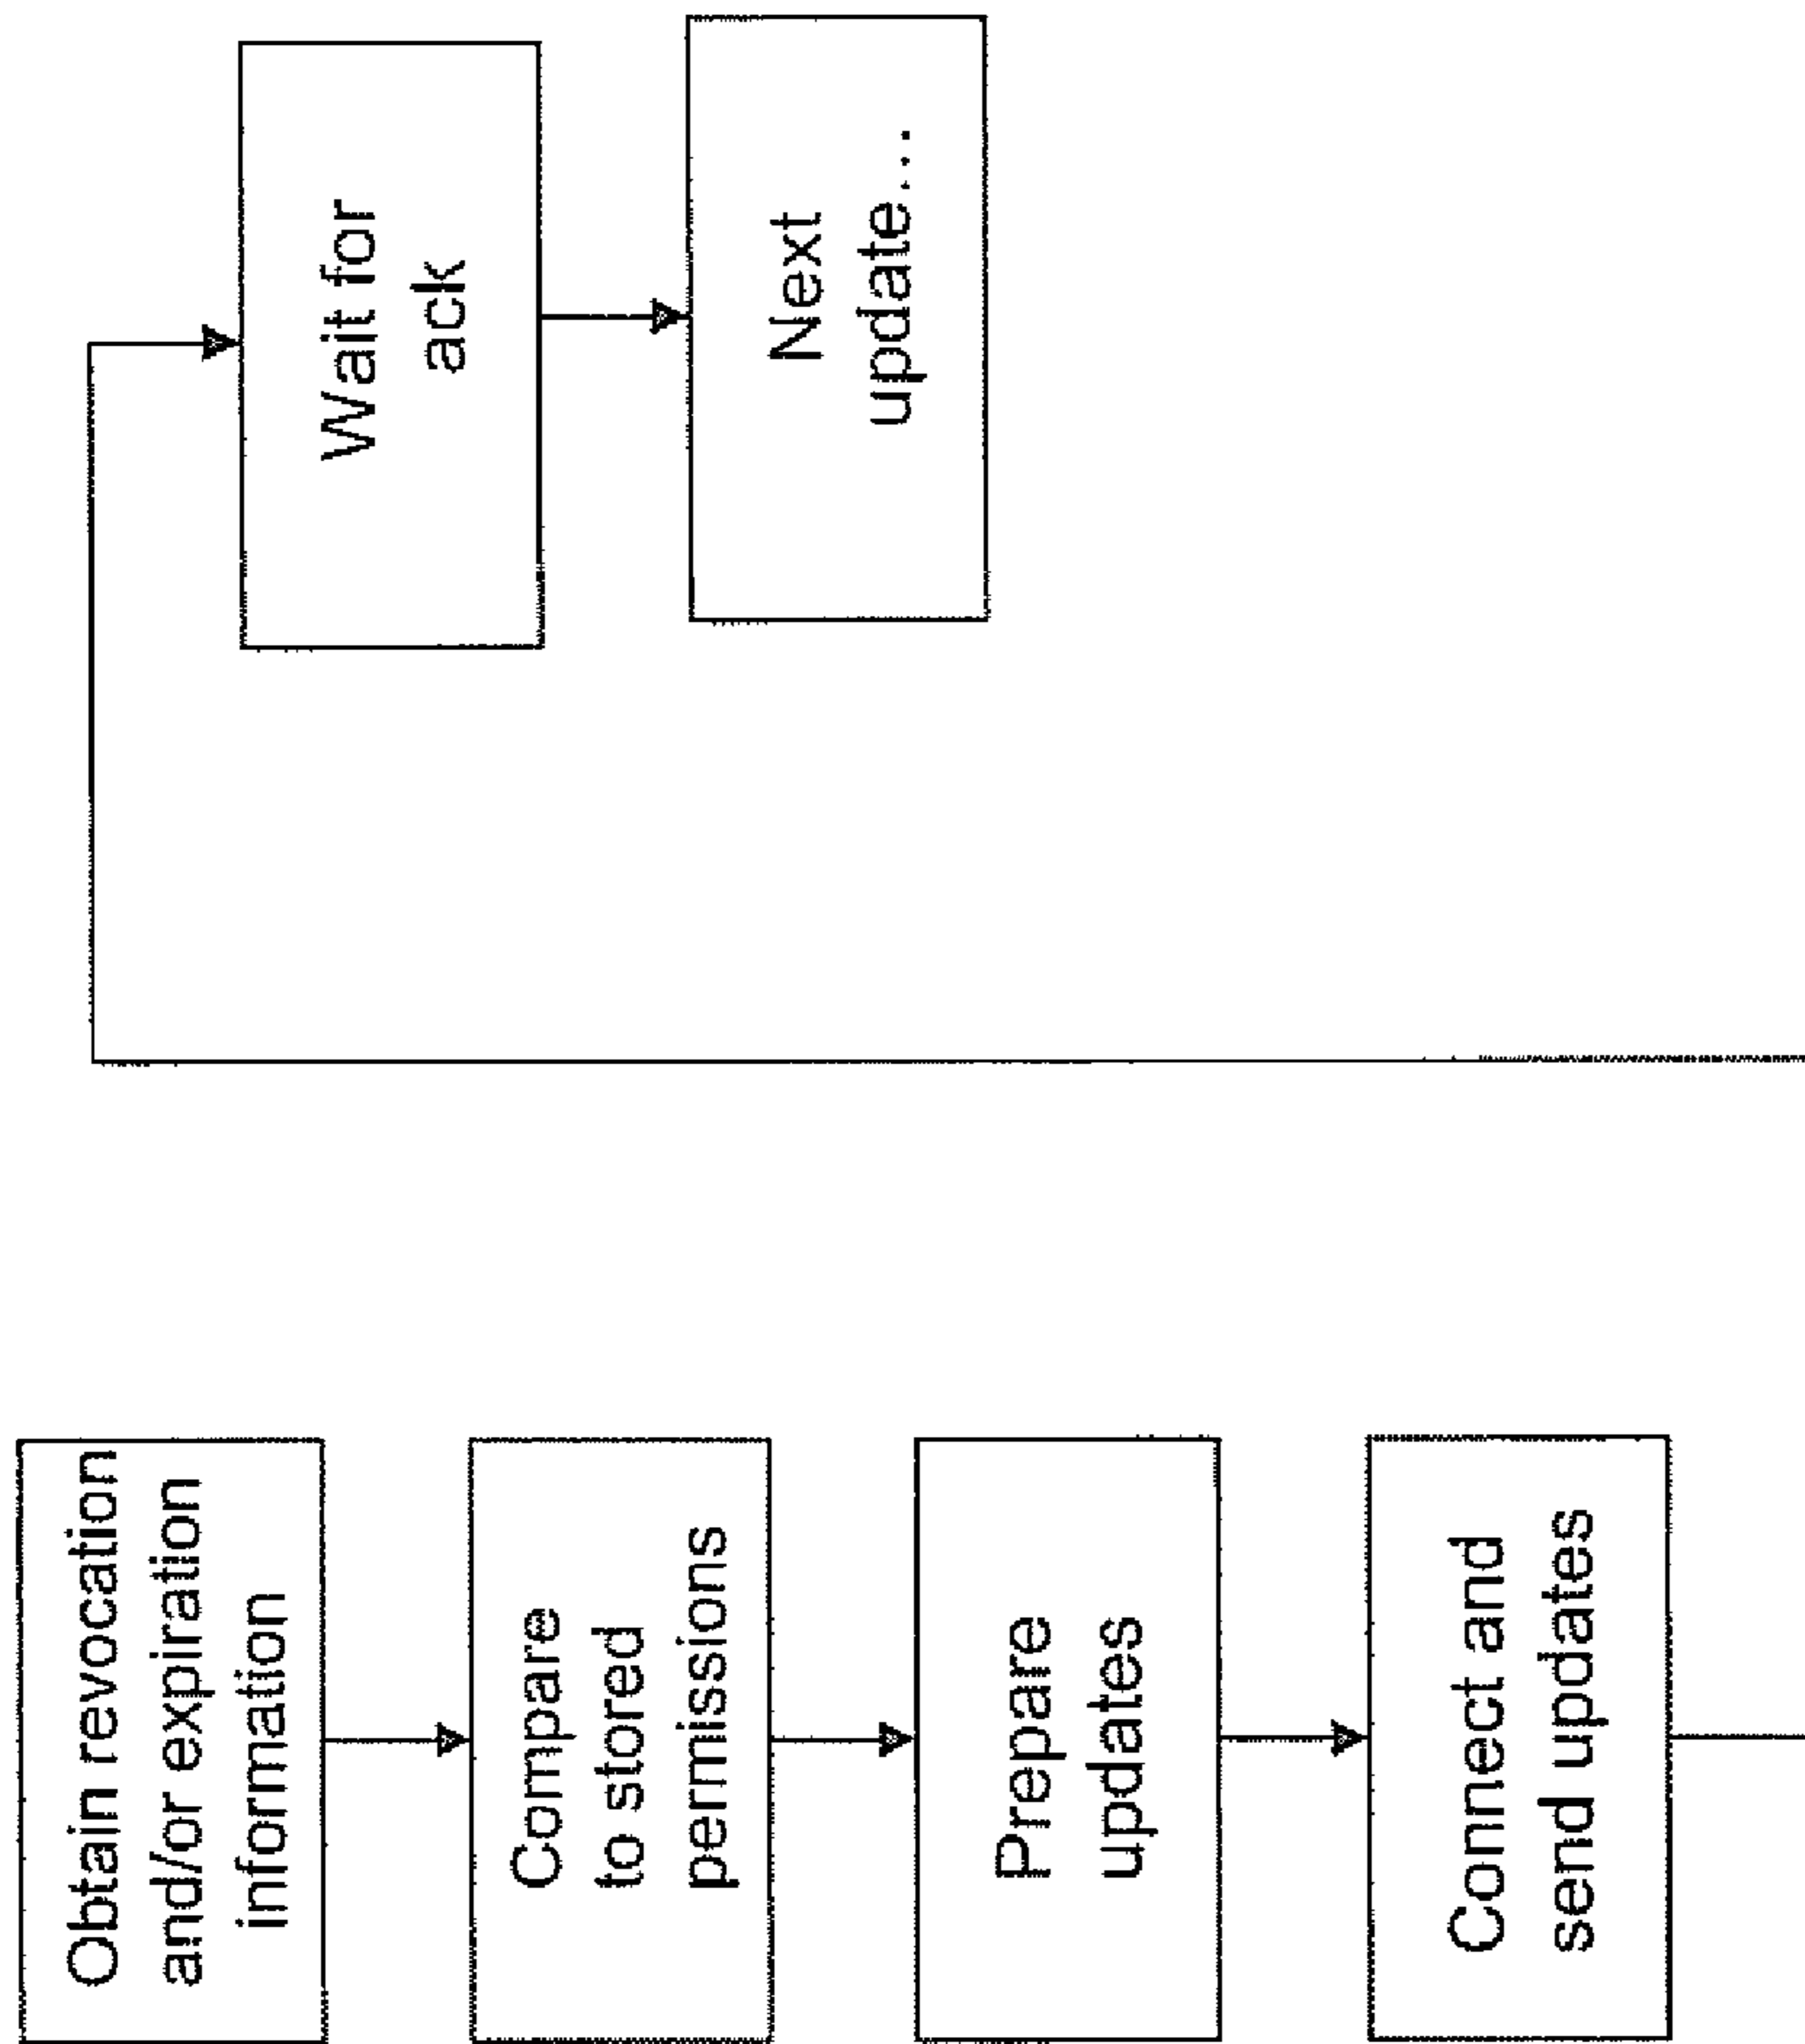 Obtain revocation
and/or expiration
information
Compare
to stored
permissions
Prepare
updates
Connect and
send updates
Wait for
ack
Next
update...